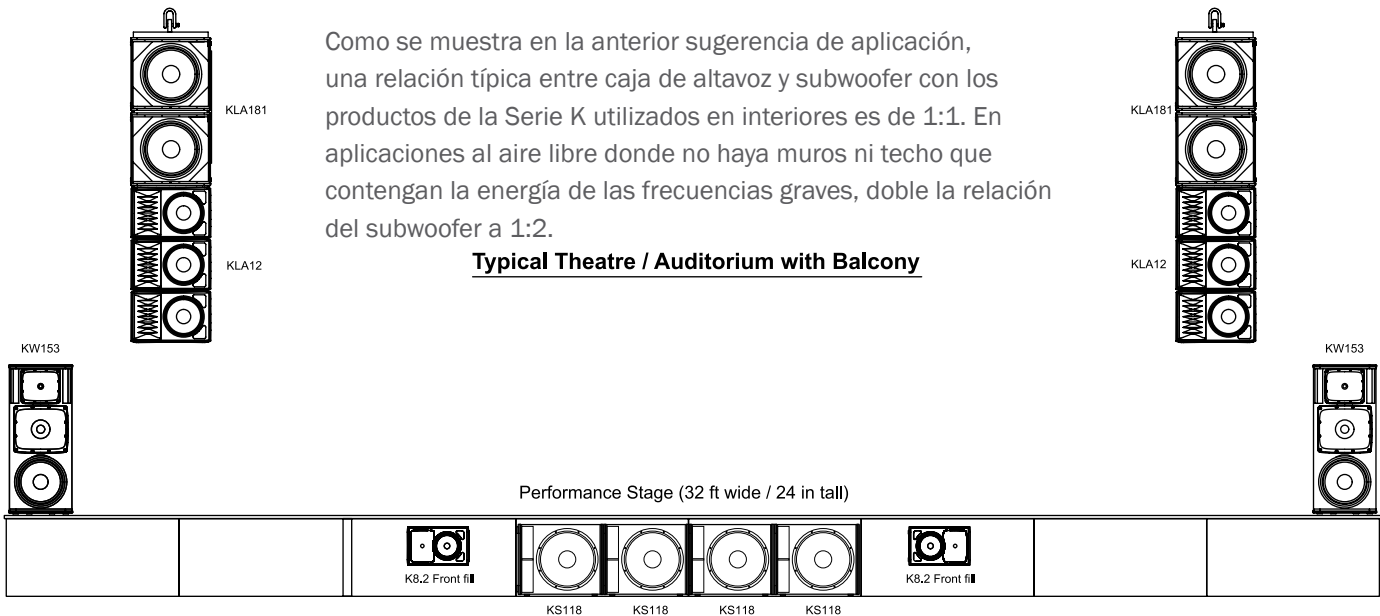 Como se muestra en la anterior sugerencia de aplicación,
una relación típica entre caja de altavoz y subwoofer con los
productos de la Serie K utilizados en interiores es de 1:1. En
aplicaciones al aire libre donde no haya muros ni techo que
contengan la energía de las frecuencias graves, doble la relación
del subwoofer a 1:2.
Typical Theatre / Auditorium with Balcony
KLA181
KLA181
KLA12
KLA12
KW153
KW153
Performance Stage (32 ft wide / 24 in tall)
K8.2 Front fill
K8.2 Front fill
KS118
KS118
KS118
KS118